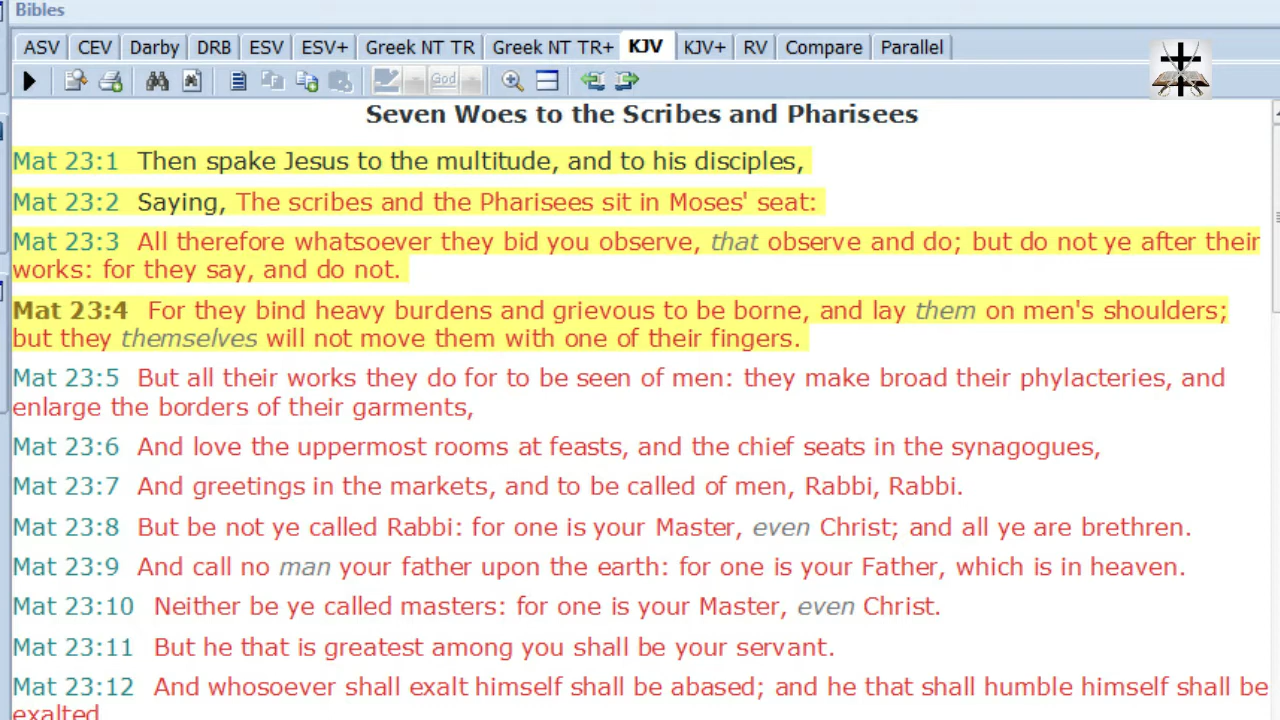 Bibles
ASV CEV Darby DRB ESV ESV+ Greek NT TR Greek NT TR+ KJV KJV+ RV Compare Parallel
God
Seven Woes to the Scribes and Pharisees
Mat 23:1 Then spake Jesus to the multitude, and to his disciples,
Mat 23:2 Saying, The scribes and the Pharisees sit in Moses' seat:
Mat 23:3 All therefore whatsoever they bid you observe, that observe and do; but do not ye after their
works: for they say, and do not.
Mat 23:4 For they bind heavy burdens and grievous to be borne, and lay them on men's shoulders;
but they themselves will not move them with one of their fingers.
Mat 23:5 But all their works they do for to be seen of men: they make broad their phylacteries, and
enlarge the borders of their garments,
Mat 23:6 And love the uppermost rooms at feasts, and the chief seats in the synagogues,
Mat 23:7 And greetings in the markets, and to be called of men, Rabbi, Rabbi.
Mat 23:8 But be not ye called Rabbi: for one is your Master, even Christ; and all ye are brethren.
Mat 23:9 And call no man your father upon the earth: for one is your Father, which is in heaven.
Mat 23:10 Neither be ye called masters: for one is your Master, even Christ.
Mat 23:11 But he that is greatest among you shall be your servant.
Mat 23:12 And whosoever shall exalt himself shall be abased; and he that shall humble himself shall be
exalted